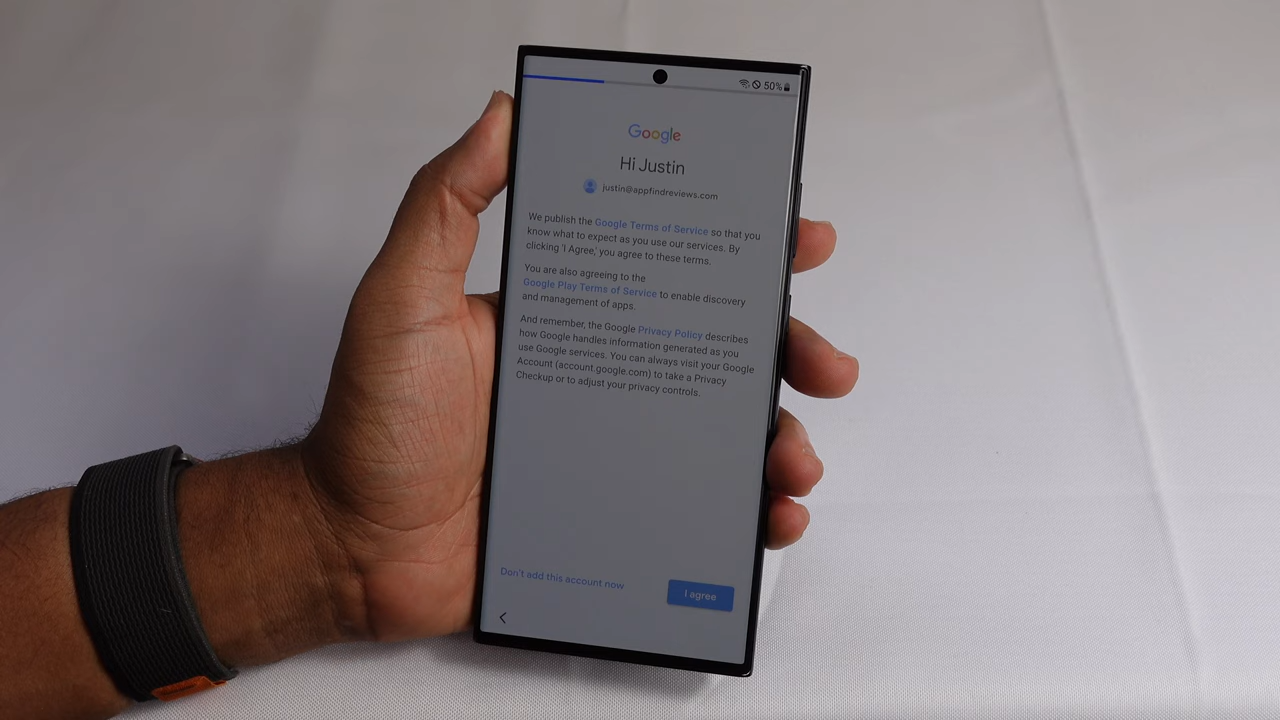 50%
Google
Hi Justin
justin@appfindreviews.com
We publish the Google Terms of Service so that you
know what to expect as you use our services. By
clicking 'I Agree,' you agree to these terms.
You are also agreeing to the
Google Play Terms of Service to enable discovery
and management of apps.
And remember, the Google Privacy Policy describes
how Google handles information generated as you
use Google services. You can always visit your Google
Account (account.google.com) to take a Privacy
Checkup or to adjust your privacy controls.
Don't add this account now
I agree